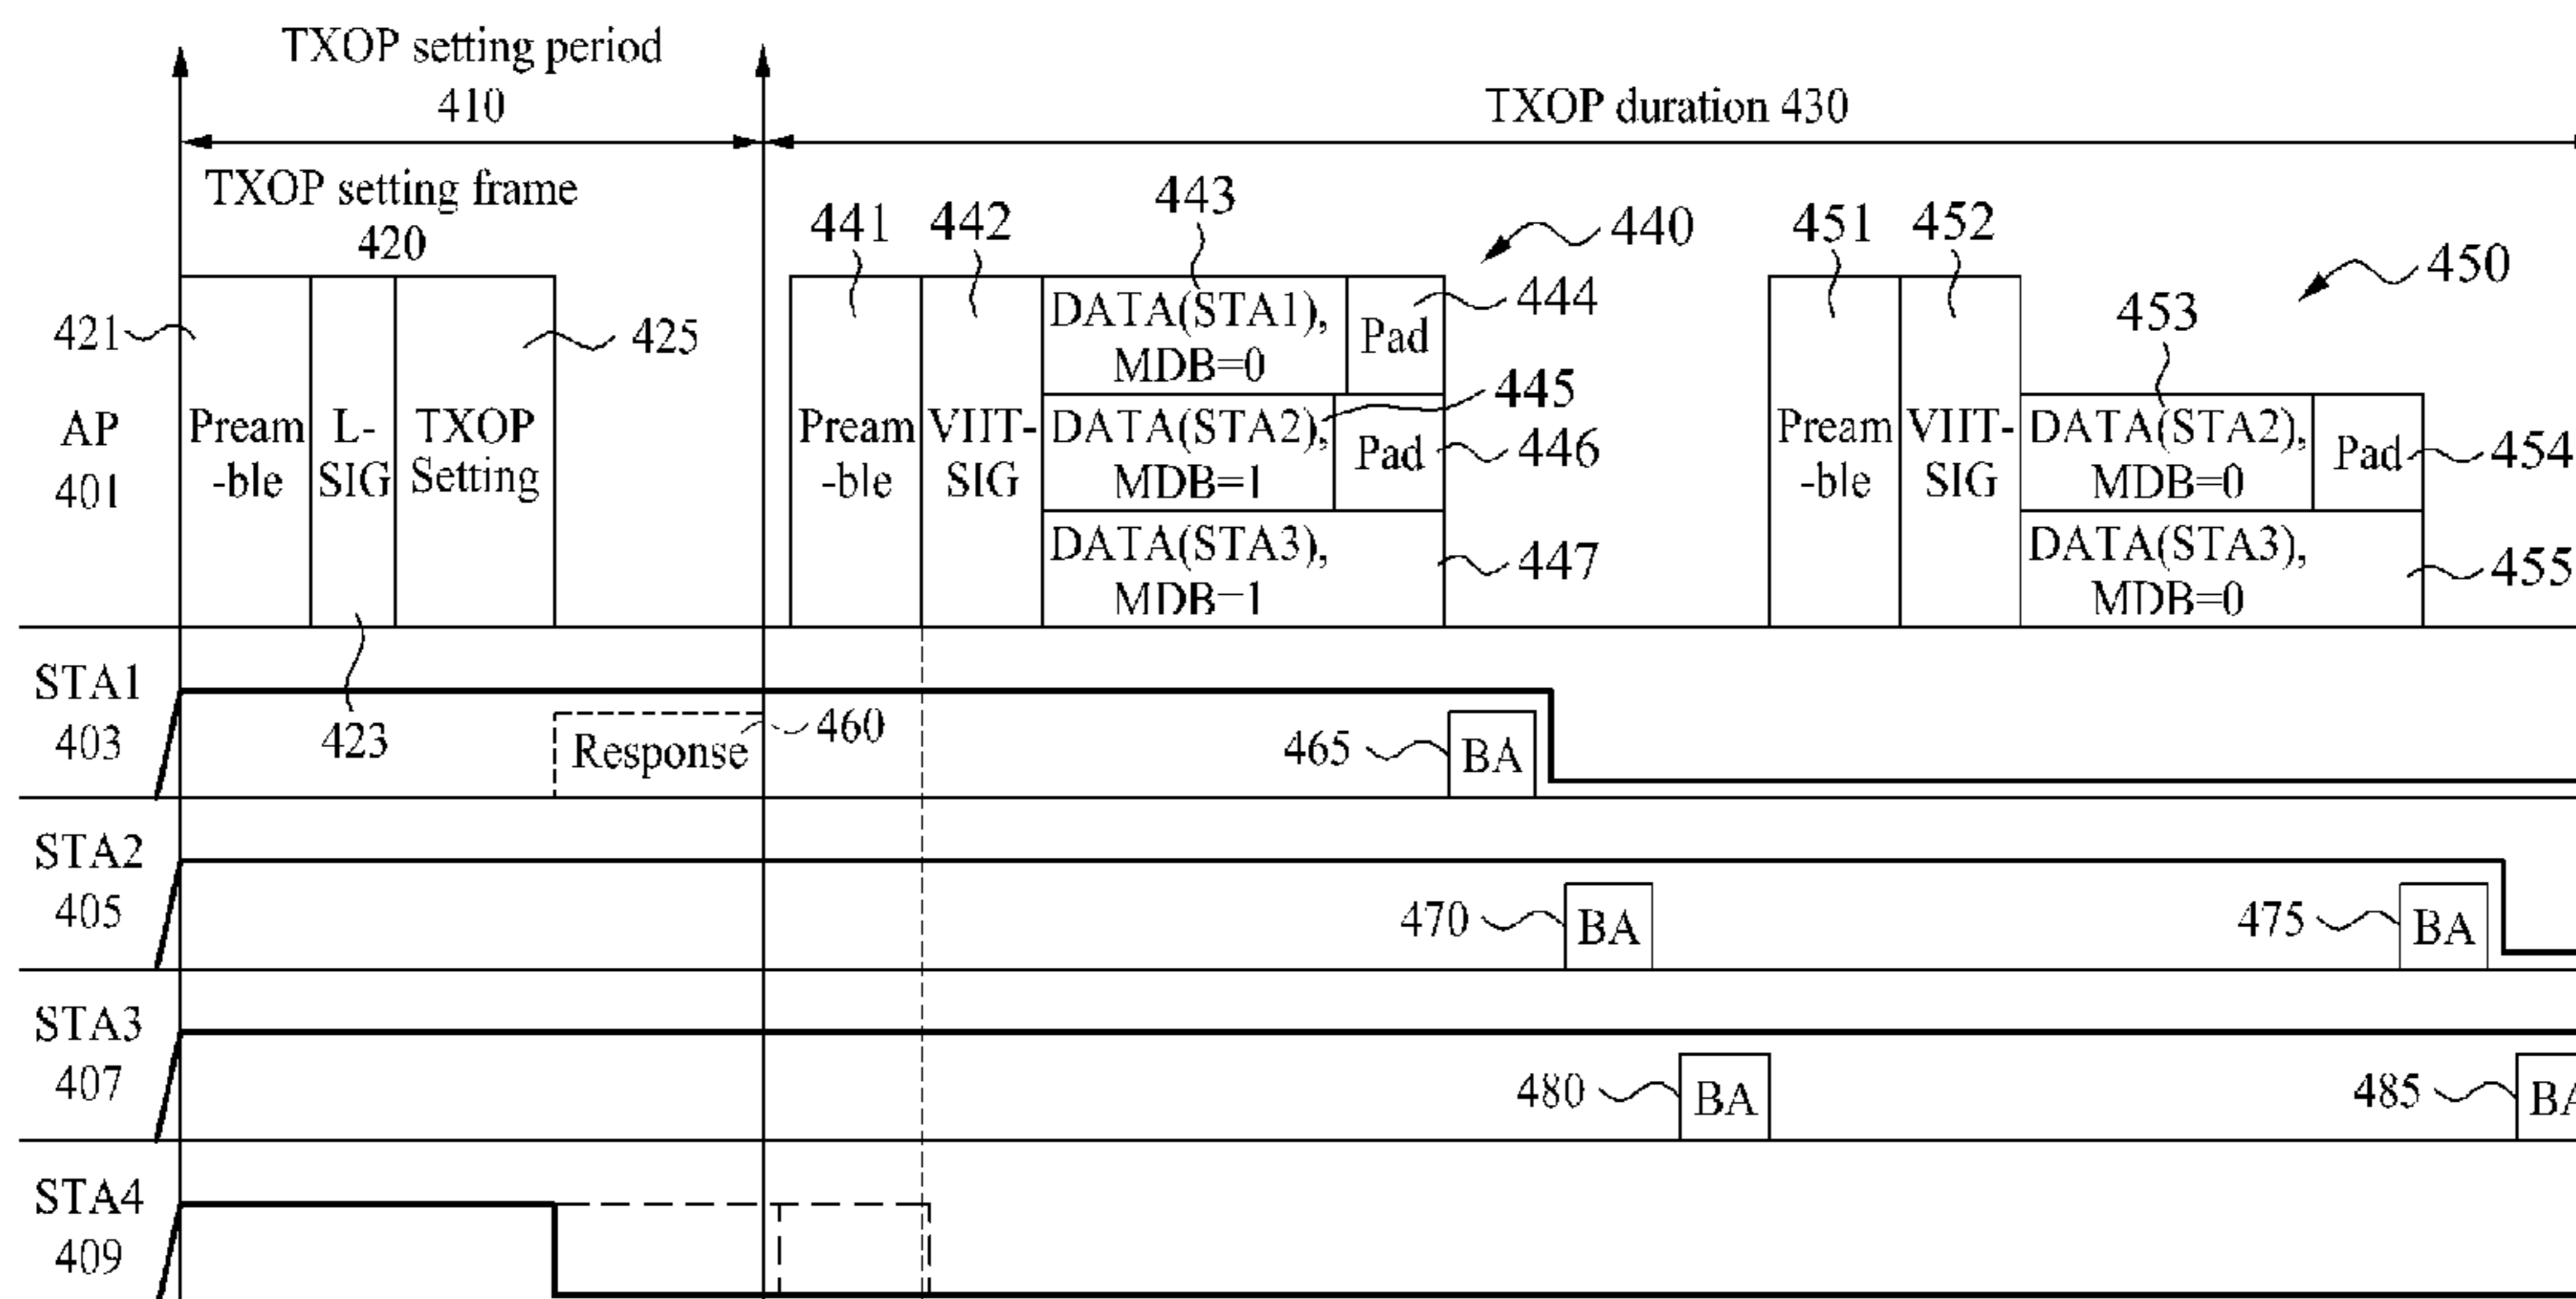 TXOP setting period
410
TXOP duration 430
TXOP setting frame
420
441
442
443
440
451
452
450
421
425
444
453
AP
401
Pream
-ble
L-
SIG
TXOP
Setting
Pream
-ble
VIIT-
SIG
DATA(STA1),
MDB=0
Pad
445
DATA(STA2),
MDB=1
Pad
446
DATA(STA3),
MDB=1
447
Pream
-ble
VIIT-
SIG
DATA(STA2),
MDB=0
Pad
454
DATA(STA3),
MDB=0
455
STA1
403
423
Response
460
465
BA
STA2
405
470
BA
475
BA
STA3
407
480
BA
485
BA
STA4
409